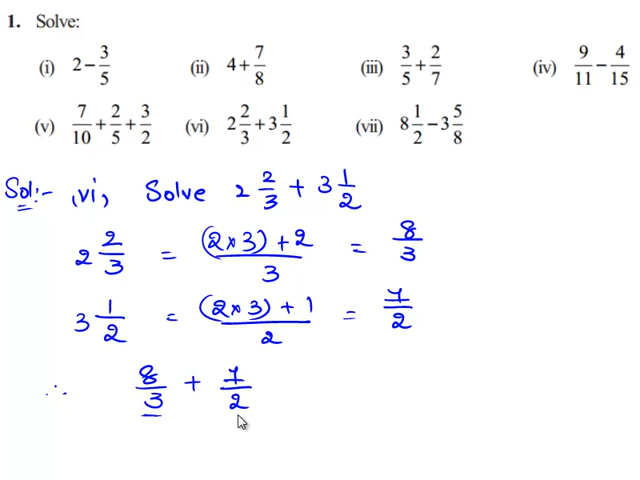 1. Solve:
(i) 2 − 3/5 (ii) 4 + 7/8 (iii) 3/5 + 2/7 (iv) 9/11 − 4/15
(v) 7/10 + 2/5 + 3/2 (vi) 2 2/3 + 3 1/2 (vii) 8 1/2 − 3 5/8
Sol:- (vi) Solve 2 2/3 + 3 1/2
2 2/3 = (2×3)+2/3 = 8/3
3 1/2 = (2×3)+1/2 = 7/2
∴ 8/3 + 7/2